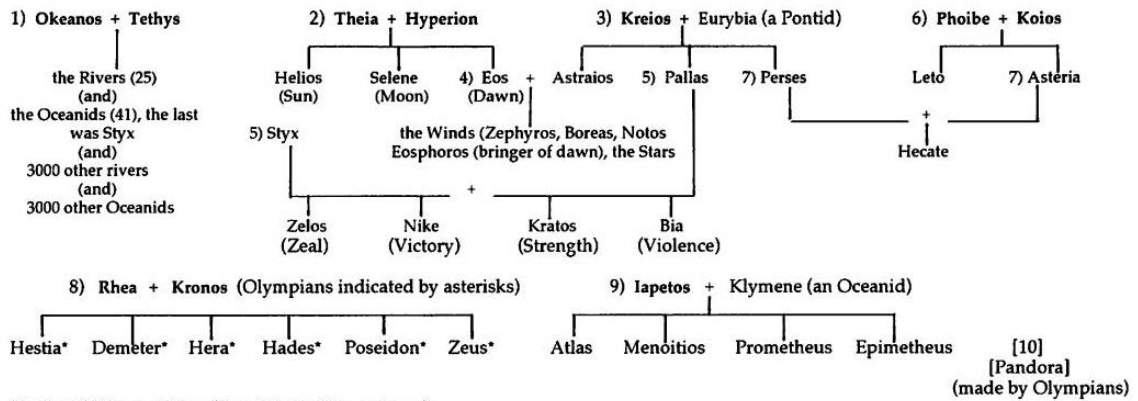 1) Okeanos + Tethys
2) Theia + Hyperion
3) Kreios + Eurybia (a Pontid)
6) Phoibe + Koios
the Rivers (25)
(and)
the Oceanids (41), the last
was Styx
(and)
3000 other rivers
(and)
3000 other Oceanids
Helios
(Sun)
Selene
(Moon)
4) Eos +
(Dawn)
Astraios
5) Pallas
7) Perses
Leto
7) Asteria
5) Styx
the Winds (Zephyros, Boreas, Notos
Eosphoros (bringer of dawn), the Stars
+
Hecate
+
Zelos
(Zeal)
Nike
(Victory)
Kratos
(Strength)
Bia
(Violence)
8) Rhea + Kronos (Olympians indicated by asterisks)
9) Iapetos + Klymene (an Oceanid)
Hestia* Demeter* Hera* Hades* Poseidon* Zeus*
Atlas Menoitios Prometheus Epimetheus
[10]
[Pandora]
(made by Olympians)